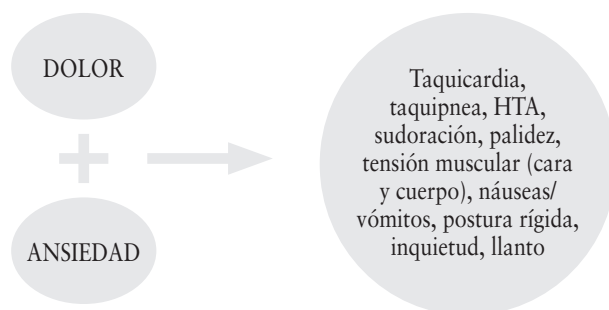 DOLOR
+
ANSIEDAD
Taquicardia,
taquipnea, HTA,
sudoración, palidez,
tensión muscular (cara
y cuerpo), náuseas/
vómitos, postura rígida,
inquietud, llanto